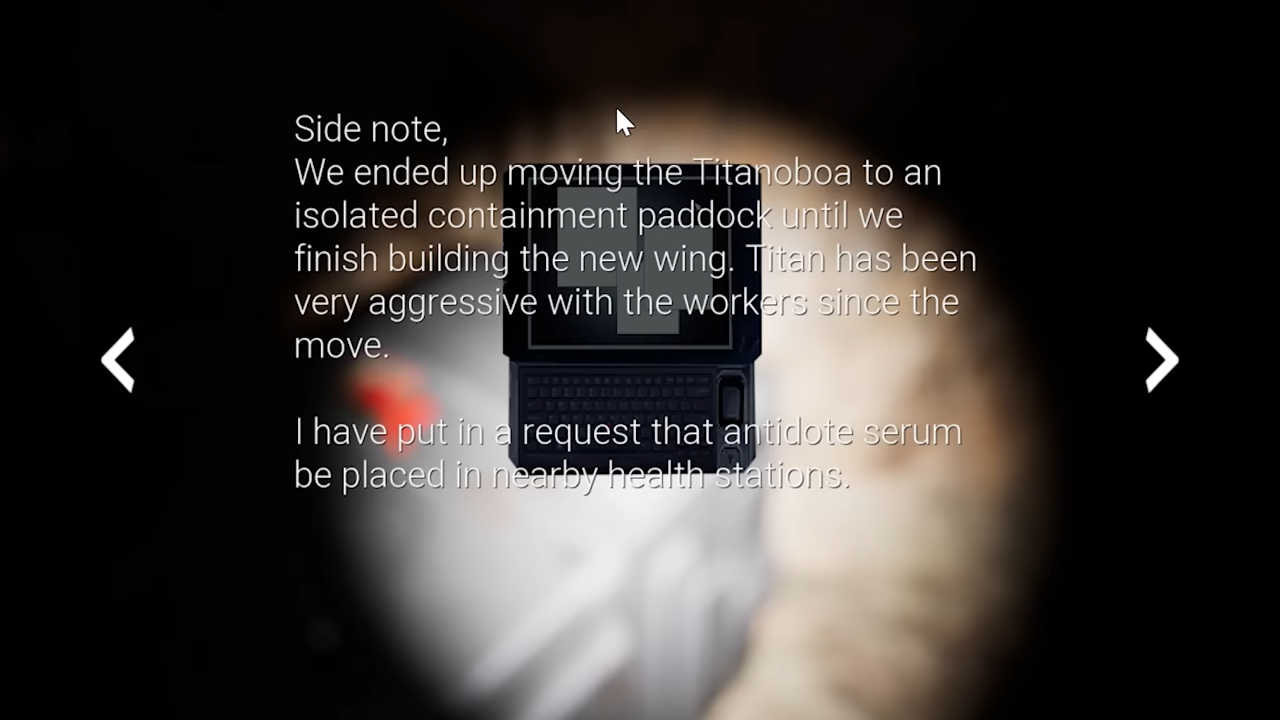 Side note,
We ended up moving the Titanoboa to an
isolated containment paddock until we
finish building the new wing. Titan has been
very aggressive with the workers since the
move.
I have put in a request that antidote serum
be placed in nearby health stations.